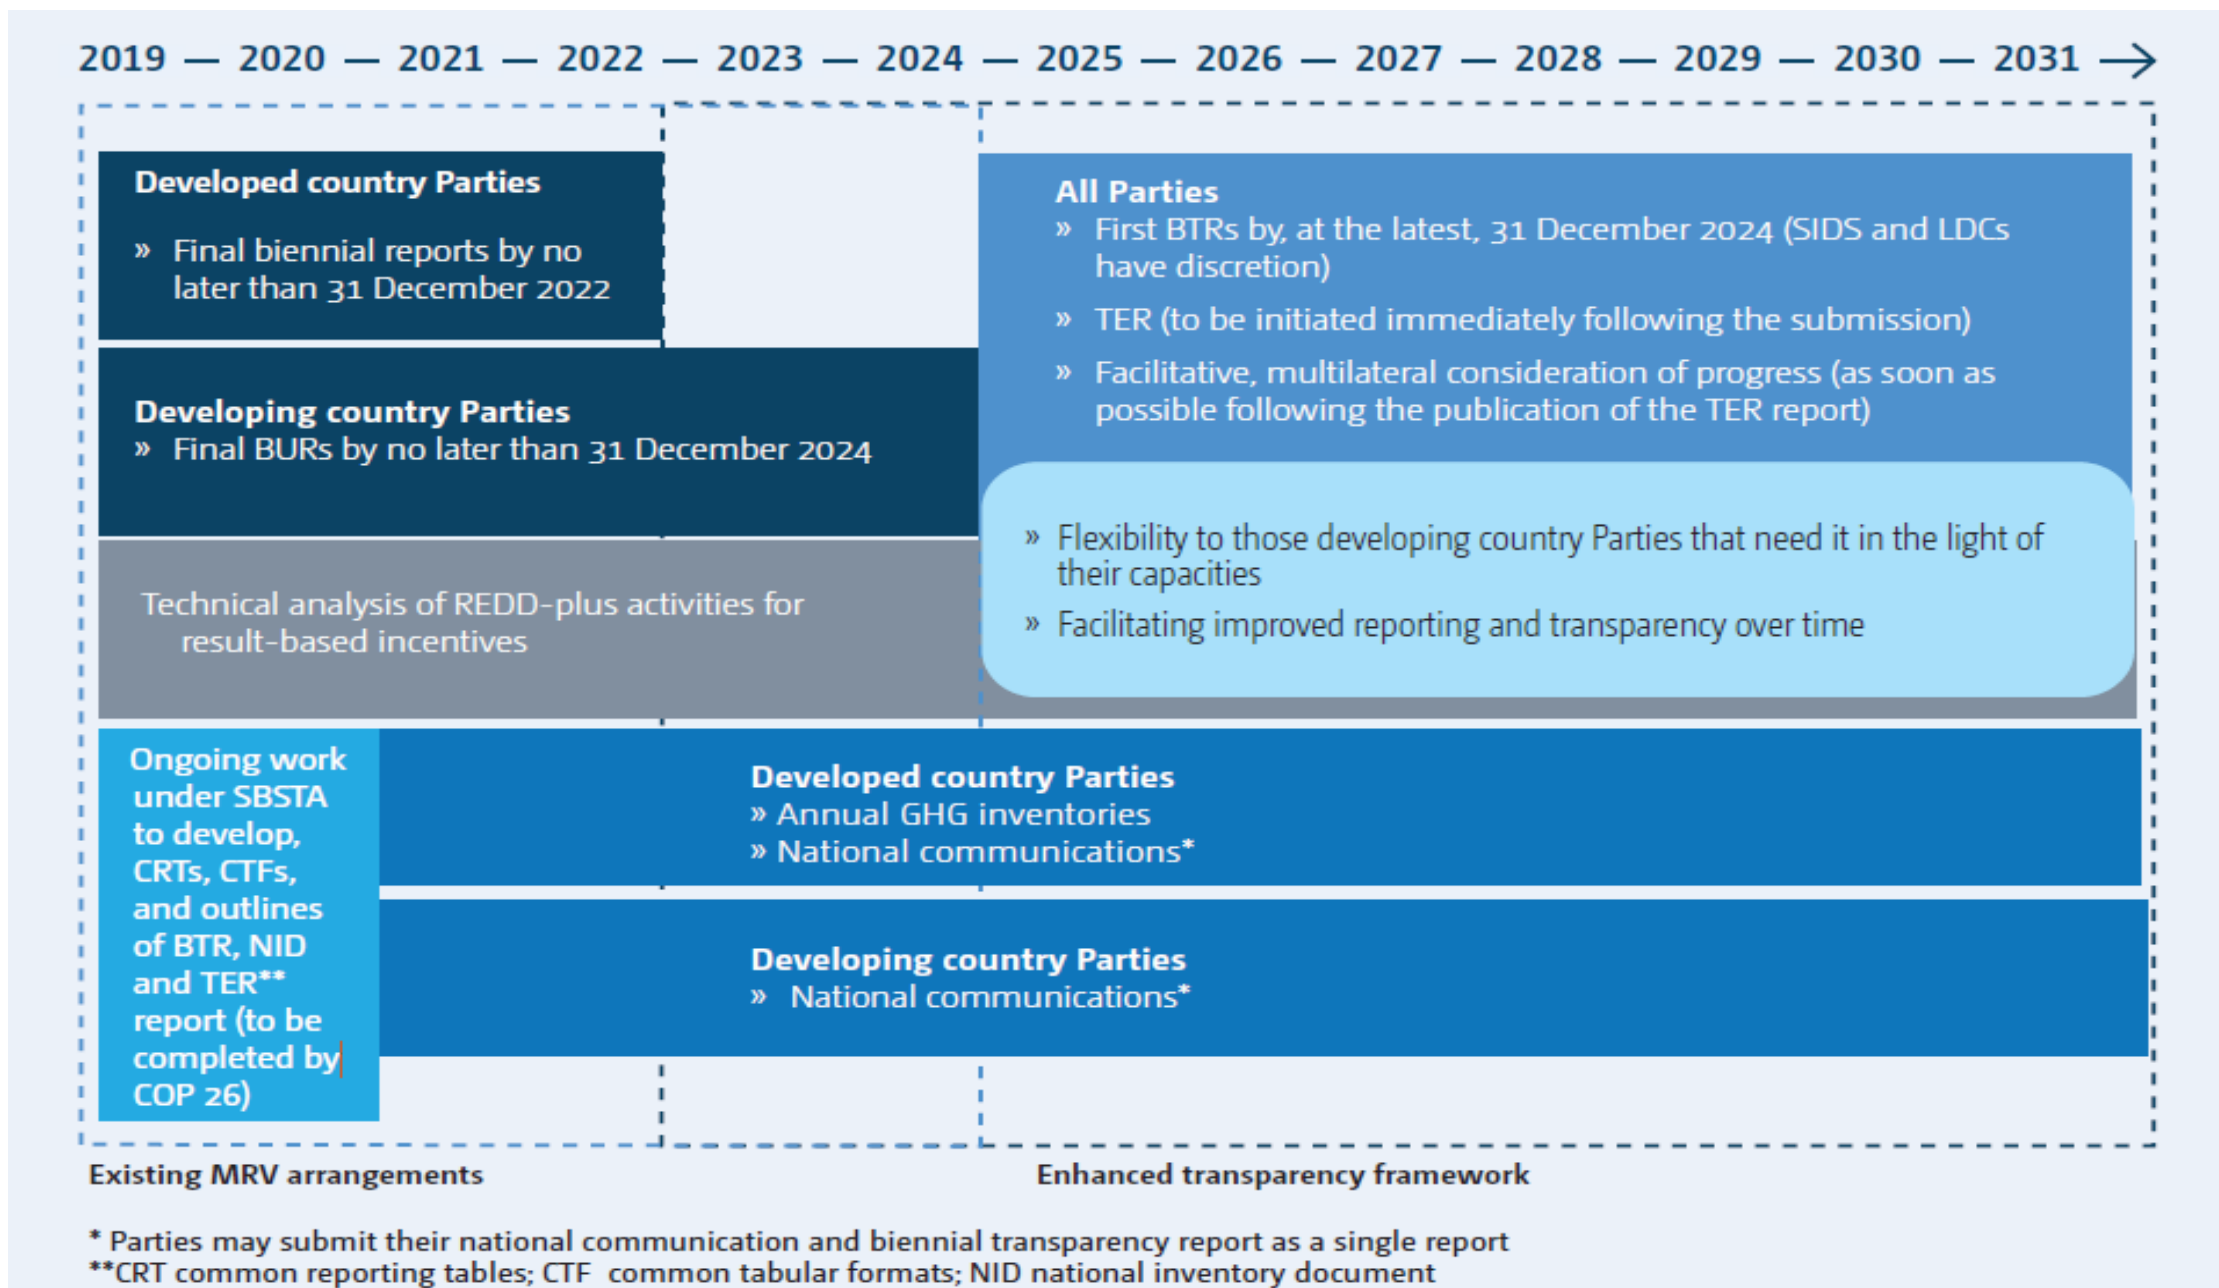 2019 — 2020 — 2021 — 2022 — 2023 — 2024 — 2025 — 2026 — 2027 — 2028 — 2029 — 2030 — 2031 →
Developed country Parties
» Final biennial reports by no
later than 31 December 2022
Developing country Parties
» Final BURs by no later than 31 December 2024
All Parties
» First BTRs by, at the latest, 31 December 2024 (SIDS and LDCs
have discretion)
» TER (to be initiated immediately following the submission)
» Facilitative, multilateral consideration of progress (as soon as
possible following the publication of the TER report)
» Flexibility to those developing country Parties that need it in the light of
their capacities
» Facilitating improved reporting and transparency over time
Technical analysis of REDD-plus activities for
result-based incentives
Ongoing work
under SBSTA
to develop,
CRTs, CTFs,
and outlines
of BTR, NID
and TER**
report (to be
completed by
COP 26)
Developed country Parties
» Annual GHG inventories
» National communications*
Developing country Parties
» National communications*
Existing MRV arrangements
Enhanced transparency framework
* Parties may submit their national communication and biennial transparency report as a single report
**CRT common reporting tables; CTF common tabular formats; NID national inventory document